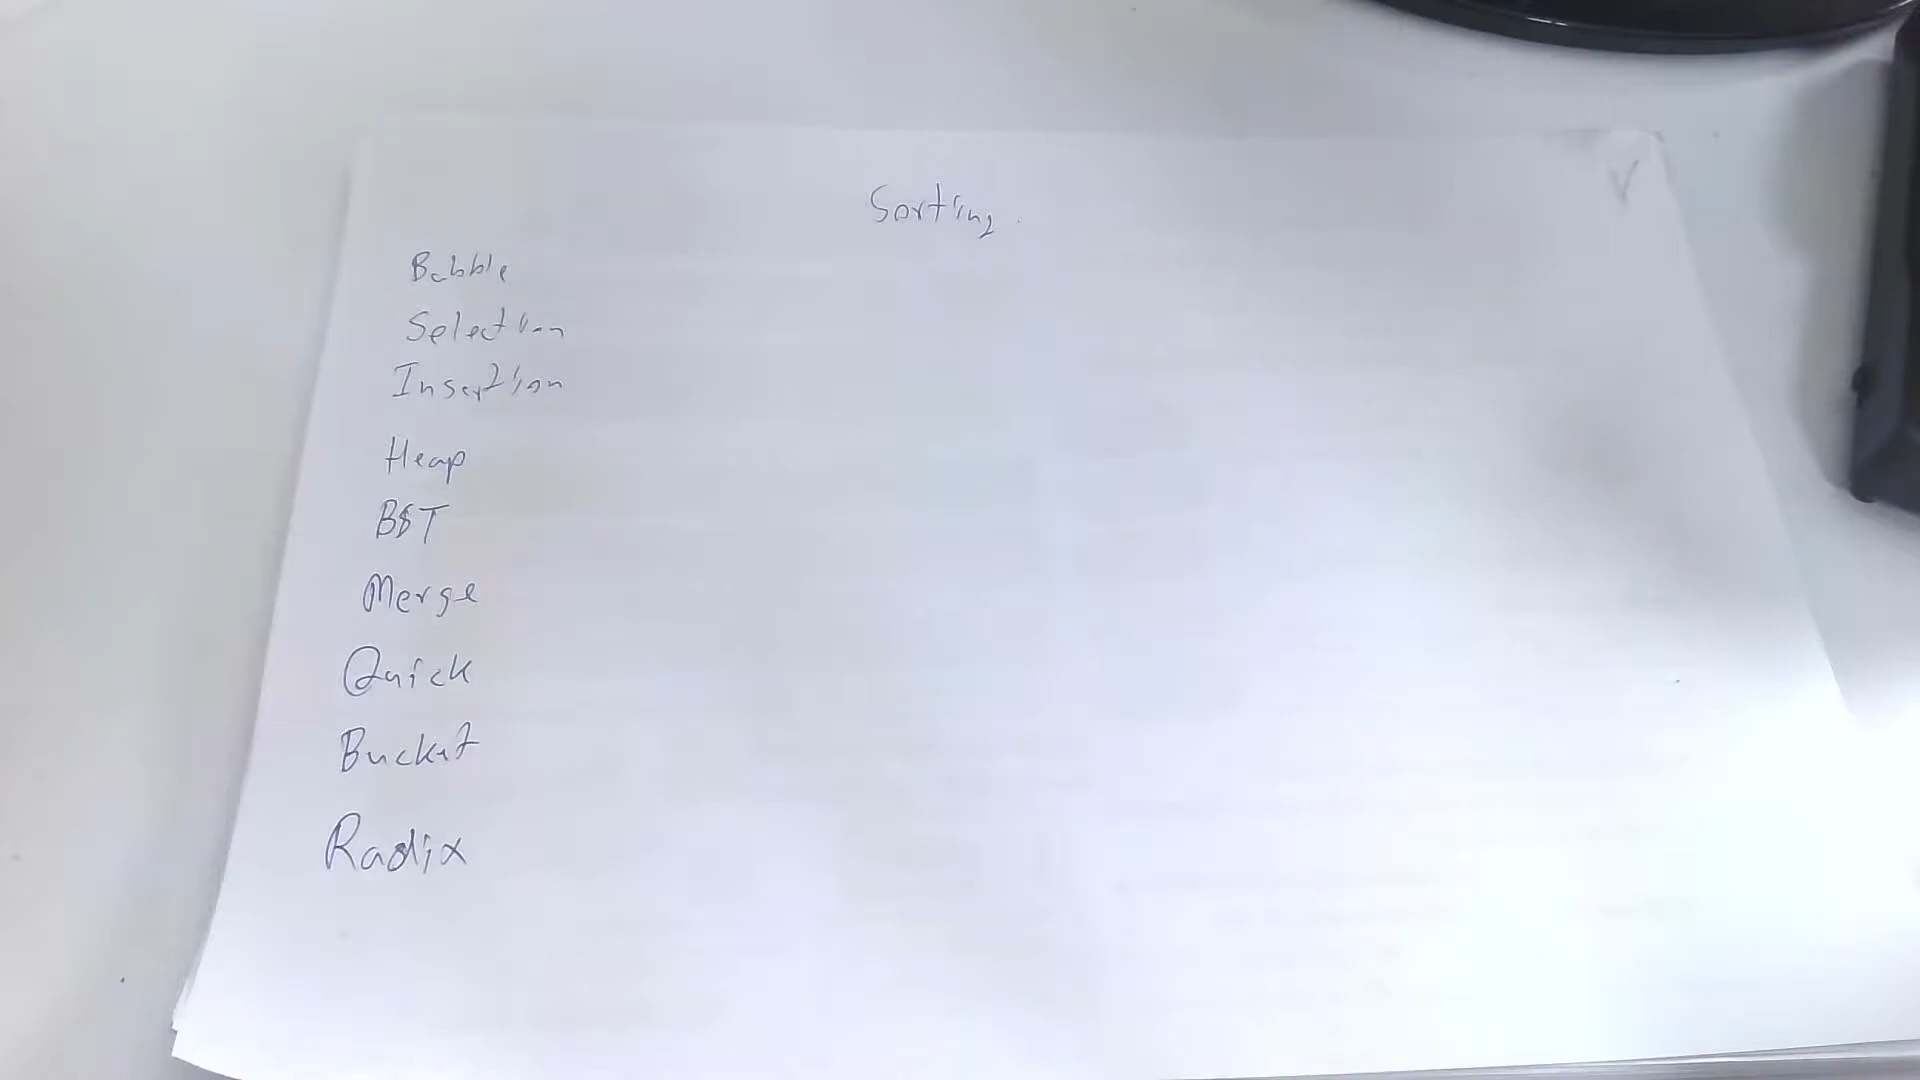 Sorting
Bubble
Selection
Insertion
Heap
BST
Merge
Quick
Bucket
Radix